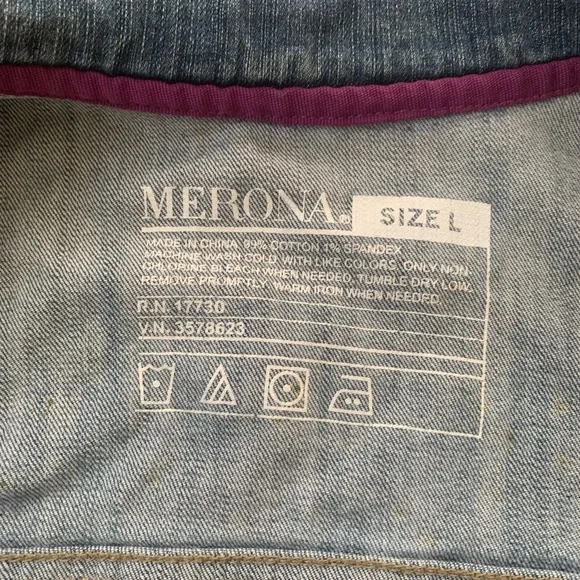 MERONA®
SIZE L
MADE IN CHINA. 99% COTTON 1% SPANDEX.
MACHINE WASH COLD WITH LIKE COLORS. ONLY NON-
CHLORINE BLEACH WHEN NEEDED. TUMBLE DRY LOW.
REMOVE PROMPTLY. WARM IRON WHEN NEEDED.
R.N. 17730
V.N. 3578623